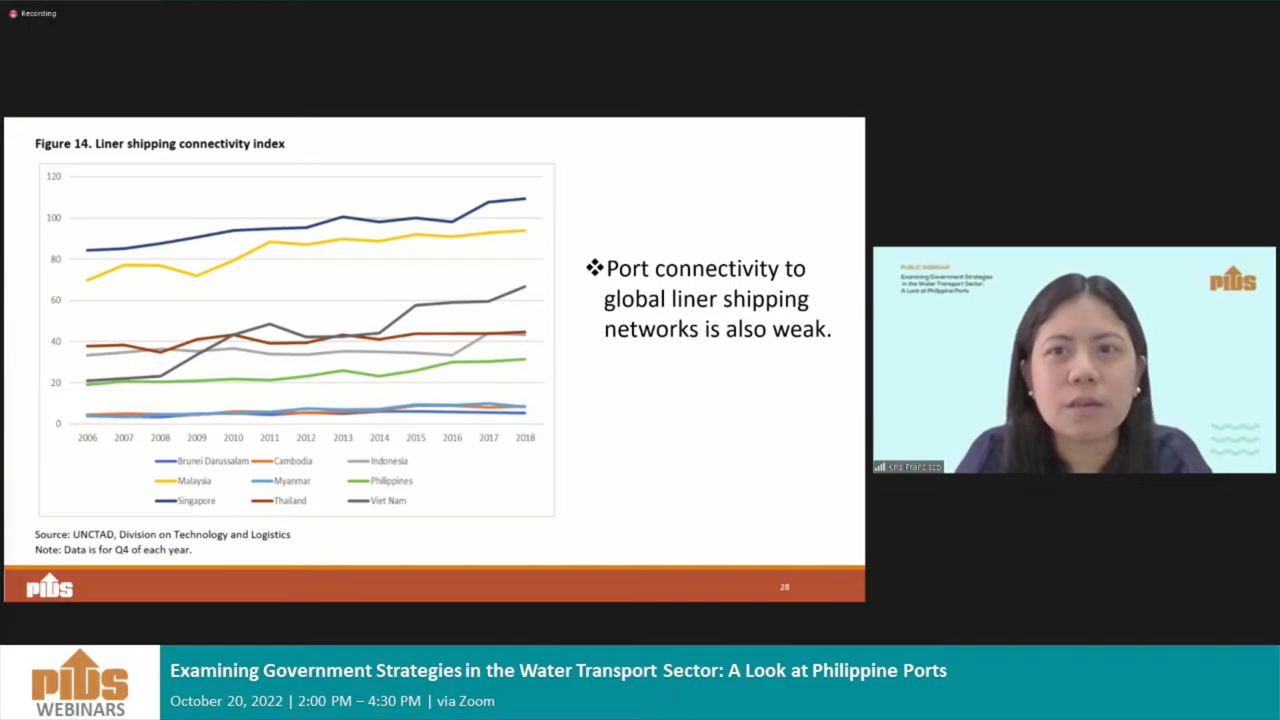 Recording
Figure 14. Liner shipping connectivity index
120
100
80
60
40
20
0
2006 2007 2008 2009 2010 2011 2012 2013 2014 2015 2016 2017 2018
Brunei Darussalam Cambodia Indonesia
Malaysia Myanmar Philippines
Singapore Thailand Viet Nam
Source: UNCTAD, Division on Technology and Logistics
Note: Data is for Q4 of each year.
❖Port connectivity to
global liner shipping
networks is also weak.
PIDS
28
PUBLIC WEBINAR
Examining Government Strategies
in the Water Transport Sector:
A Look at Philippine Ports
PIDS
Kris Francisco
PIDS
WEBINARS
Examining Government Strategies in the Water Transport Sector: A Look at Philippine Ports
October 20, 2022 | 2:00 PM – 4:30 PM | via Zoom